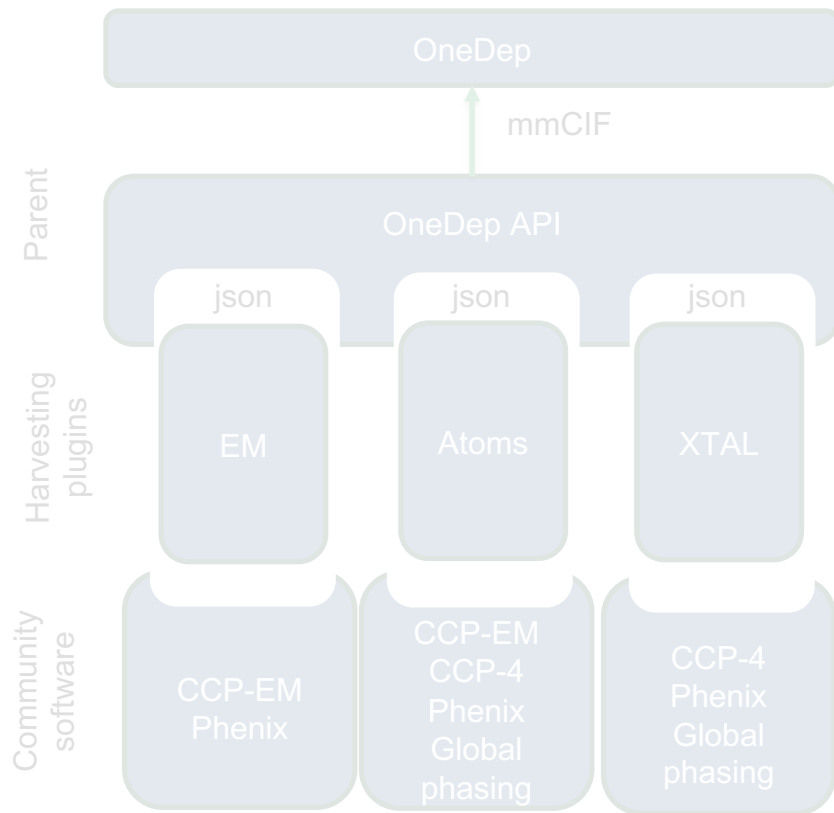 OneDep
mmCIF
Parent
OneDep API
json
json
json
Harvesting
plugins
EM
Atoms
XTAL
Community
software
CCP-EM
Phenix
CCP-EM
CCP-4
Phenix
Global
phasing
CCP-4
Phenix
Global
phasing